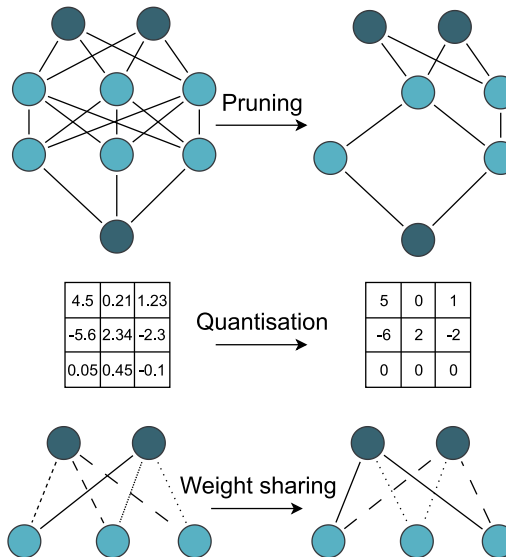 Pruning
4.5 0.21 1.23 5 0 1
-5.6 2.34 -2.3 Quantisation -6 2 -2
0.05 0.45 -0.1 0 0 0
Weight sharing